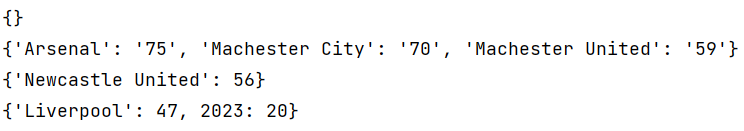 {}
{'Arsenal': '75', 'Machester City': '70', 'Machester United': '59'}
{'Newcastle United': 56}
{'Liverpool': 47, 2023: 20}